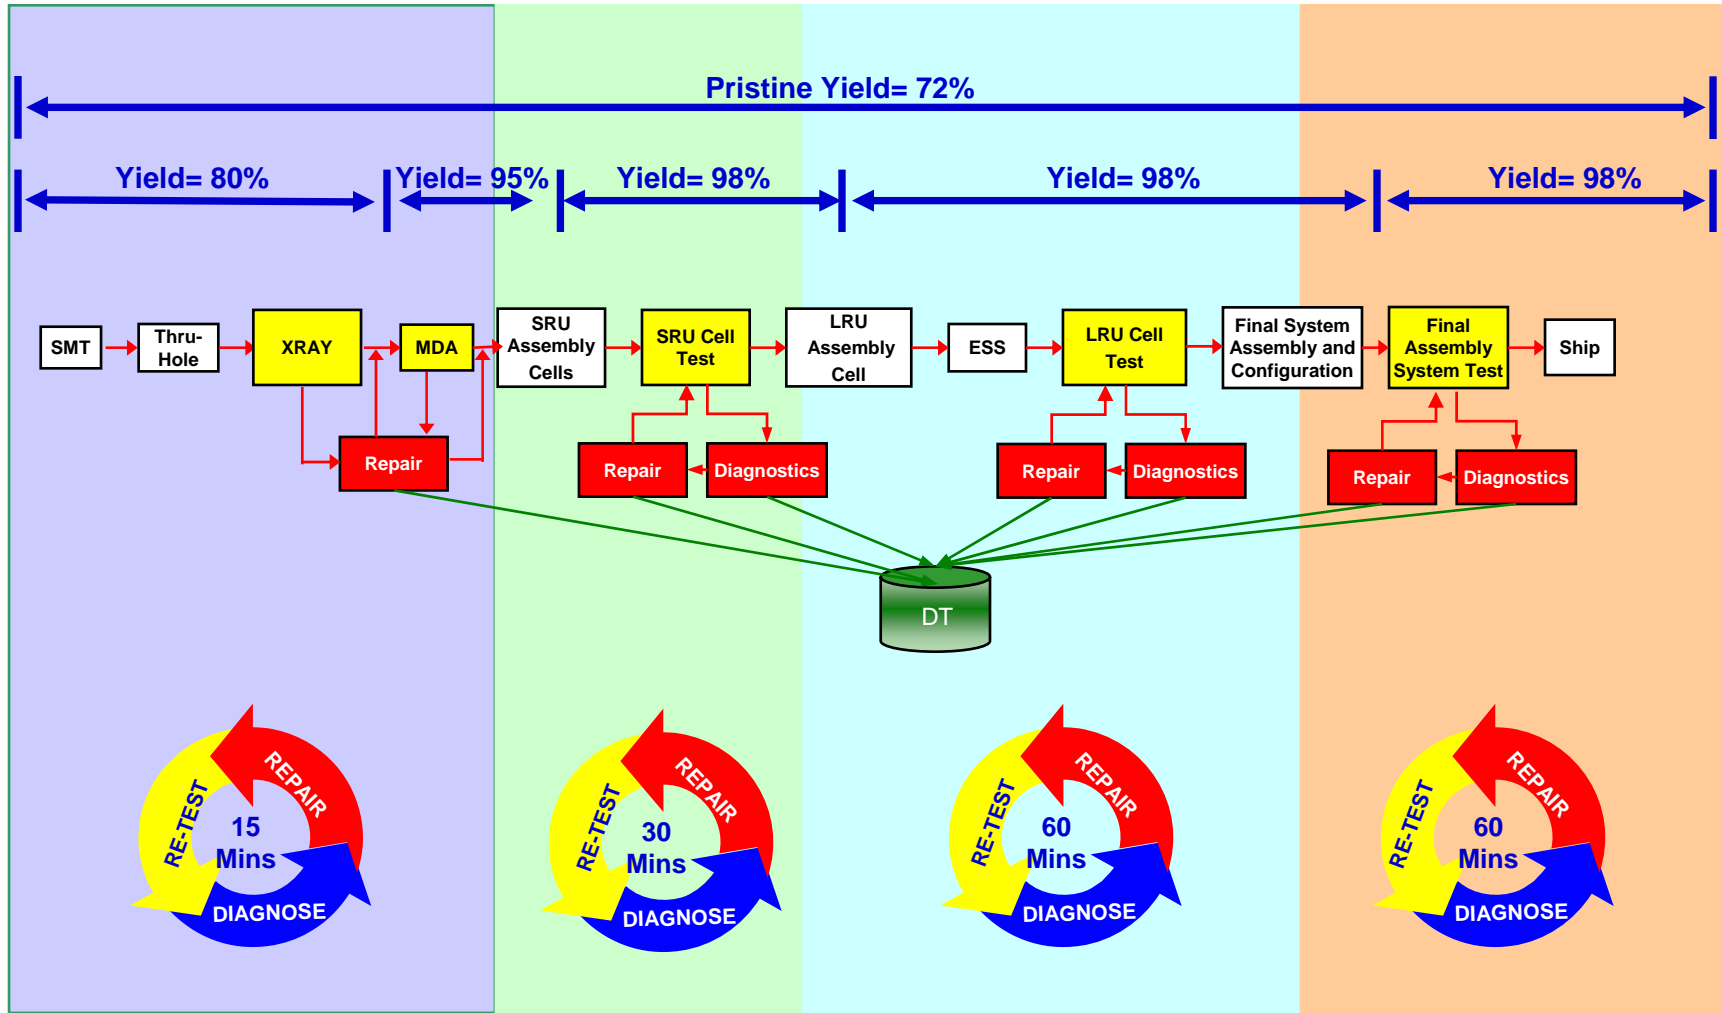 Pristine Yield= 72%
Yield= 80%
Yield= 95%
Yield= 98%
Yield= 98%
Yield= 98%
SMT
Thru-
Hole
XRAY
MDA
SRU
Assembly
Cells
SRU Cell
Test
LRU
Assembly
Cell
ESS
LRU Cell
Test
Final System
Assembly and
Configuration
Final
Assembly
System Test
Ship
Repair
Repair
Diagnostics
Repair
Diagnostics
Repair
Diagnostics
DT
REPAIR
RE-TEST
15
Mins
DIAGNOSE
REPAIR
RE-TEST
30
Mins
DIAGNOSE
REPAIR
RE-TEST
60
Mins
DIAGNOSE
REPAIR
RE-TEST
60
Mins
DIAGNOSE